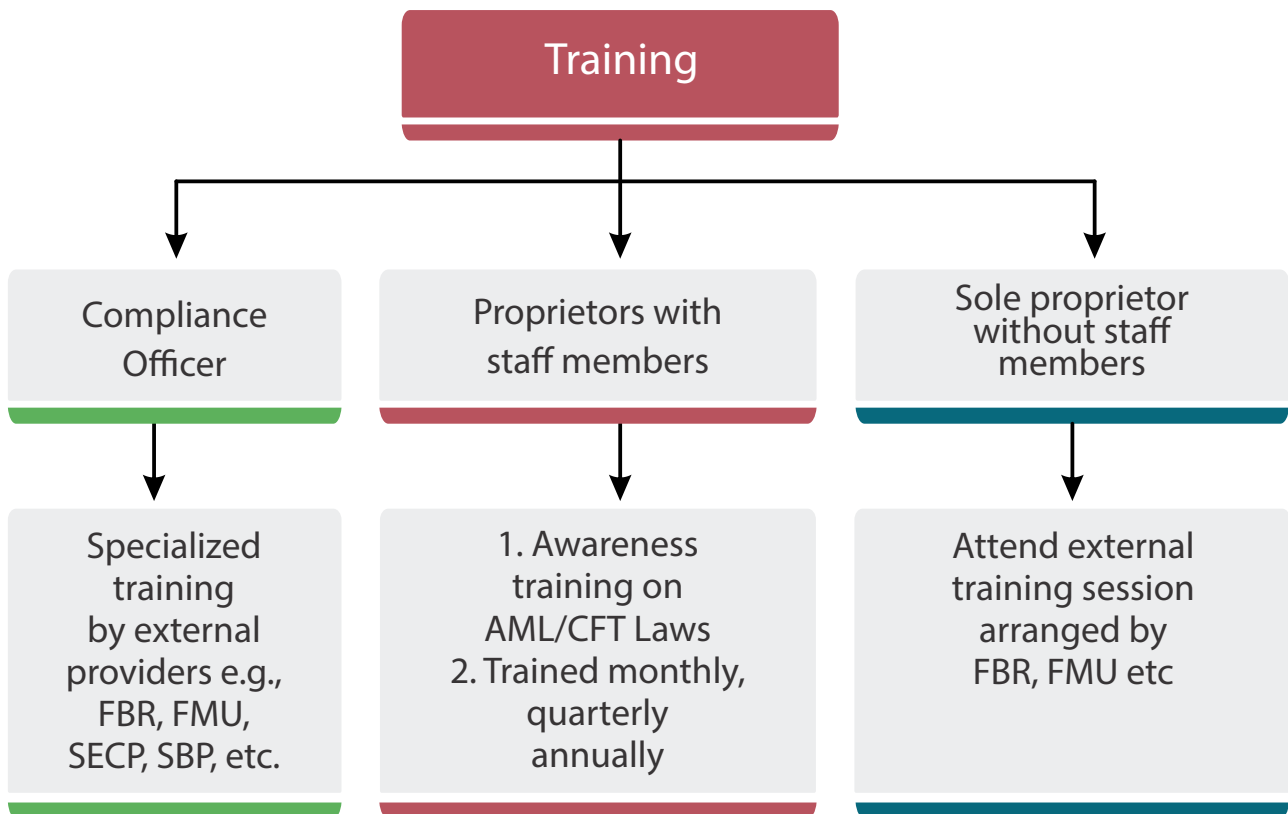 Training
Compliance
Officer
Proprietors with
staff members
Sole proprietor
without staff
members
Specialized
training
by external
providers e.g.,
FBR, FMU,
SECP, SBP, etc.
1. Awareness
training on
AML/CFT Laws
2. Trained monthly,
quarterly
annually
Attend external
training session
arranged by
FBR, FMU etc